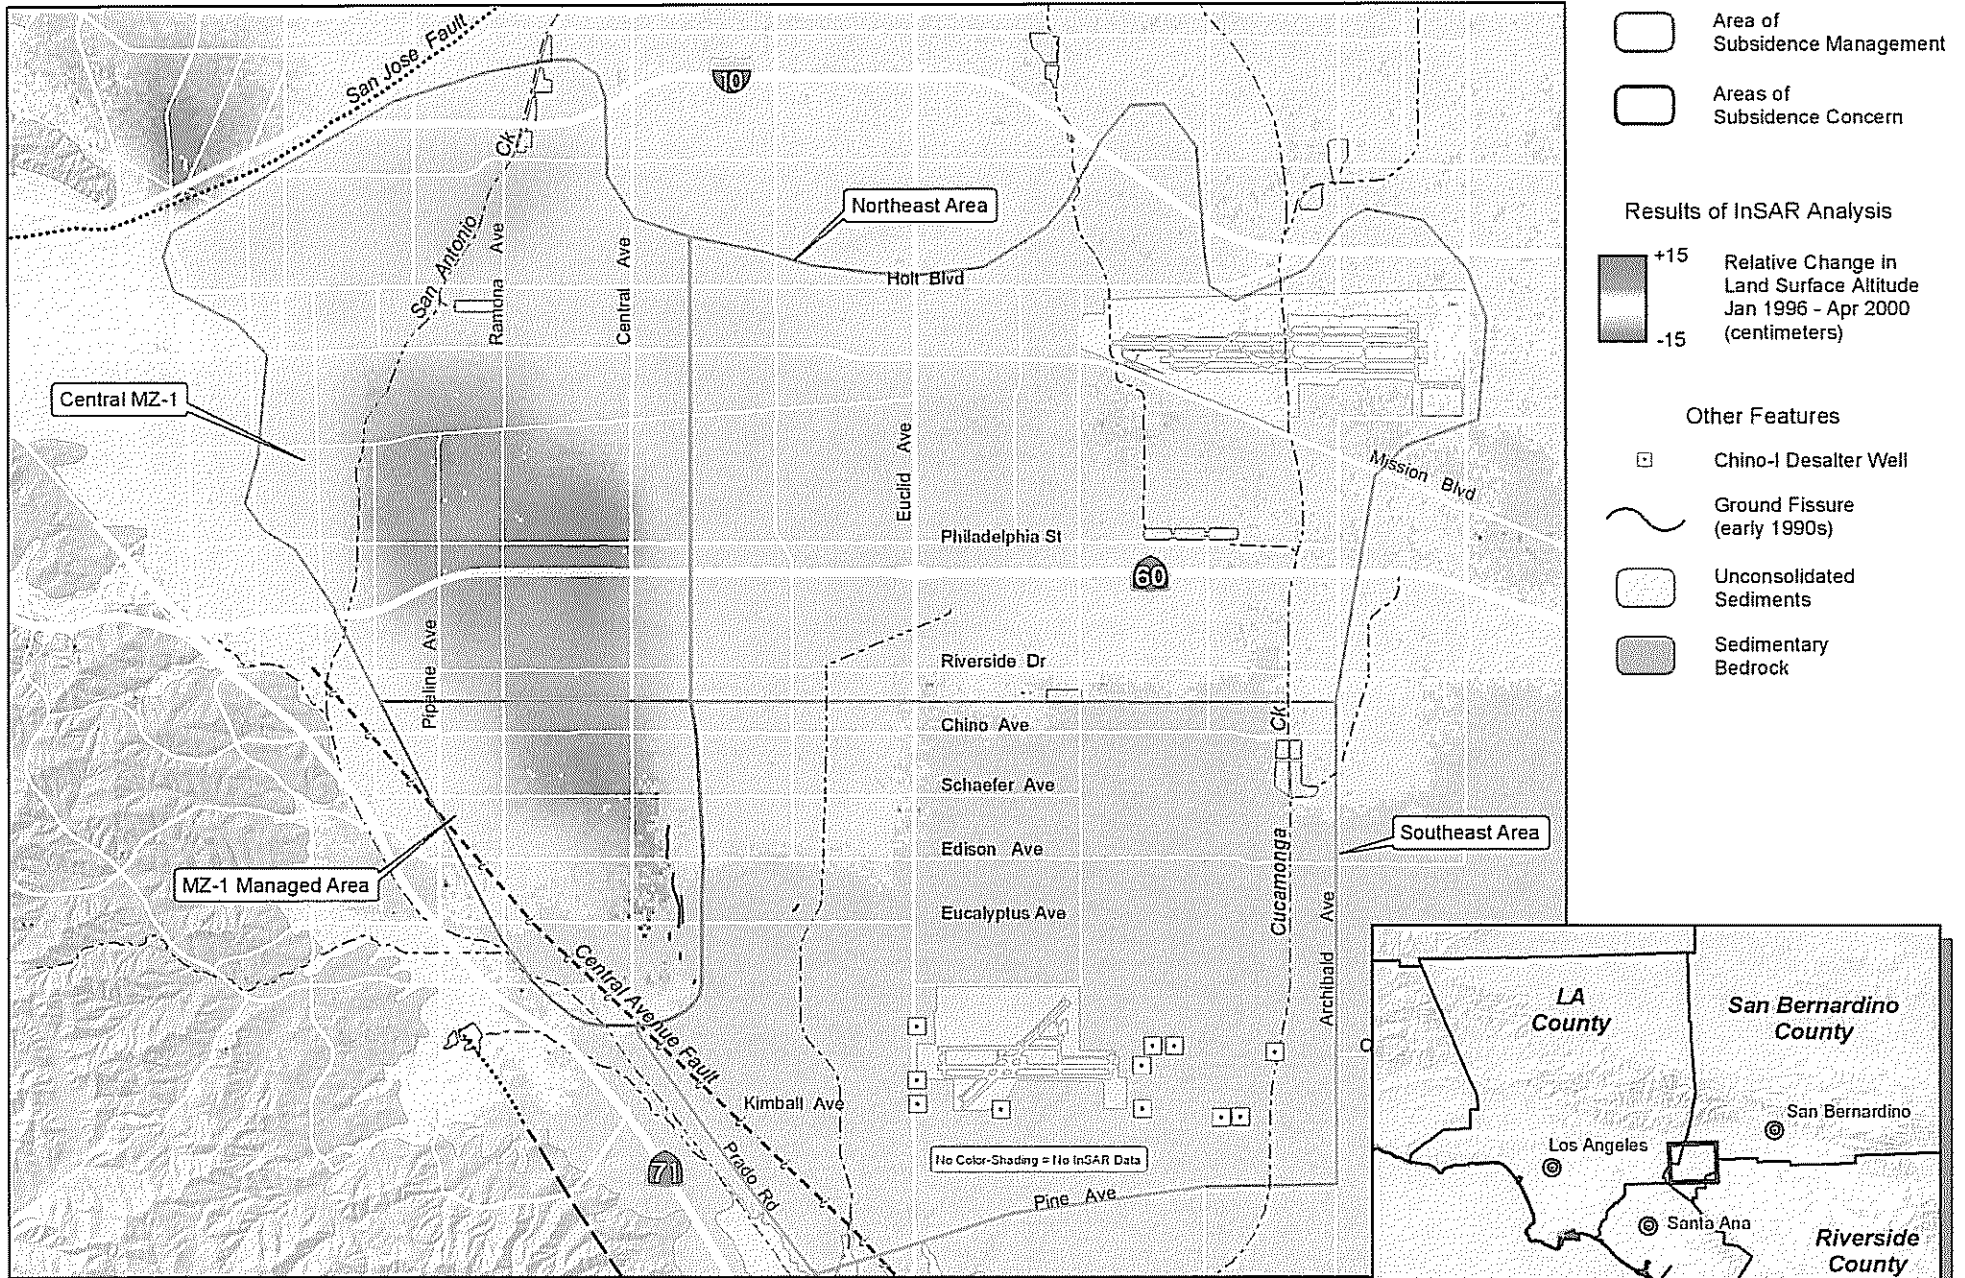 San Jose Fault
10
Ck
San Antonio
Ramona Ave
Central Ave
Northeast Area
Holt Blvd
Central MZ-1
Euclid Ave
Mission Blvd
Philadelphia St
60
Pipeline Ave
Riverside Dr
Chino Ave
Schaefer Ave
Edison Ave
Eucalyptus Ave
Cucamonga Ck
Southeast Area
MZ-1 Managed Area
Archibald Ave
Central Avenue Fault
Kimball Ave
No Color-Shading = No InSAR Data
71
Prado Rd
Pine Ave
Area of
Subsidence Management
Areas of
Subsidence Concern
Results of InSAR Analysis
+15
-15
Relative Change in
Land Surface Altitude
Jan 1996 - Apr 2000
(centimeters)
Other Features
Chino-I Desalter Well
Ground Fissure
(early 1990s)
Unconsolidated
Sediments
Sedimentary
Bedrock
LA
County
San Bernardino
County
San Bernardino
Los Angeles
Santa Ana
Riverside
County